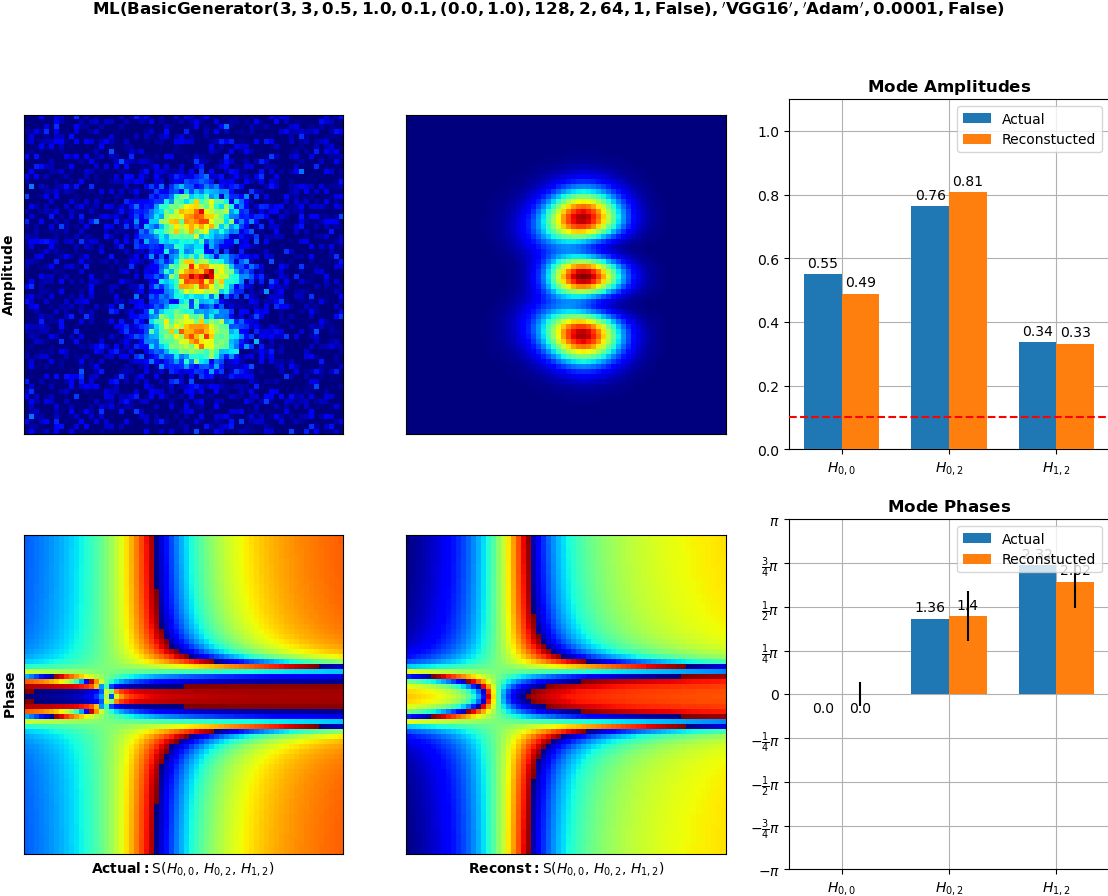 ML(BasicGenerator(3, 3, 0.5, 1.0, 0.1, (0.0, 1.0), 128, 2, 64, 1, False), ′VGG16′, ′Adam′, 0.0001, False)
Amplitude
Mode Amplitudes
Actual
Reconstucted
1.0
0.8
0.6
0.4
0.2
0.0
0.55
0.49
0.76
0.81
0.34
0.33
H0,0
H0,2
H1,2
Phase
Actual: S(H0,0, H0,2, H1,2)
Reconst: S(H0,0, H0,2, H1,2)
Mode Phases
Actual
Reconstucted
π
3/4π
1/2π
1/4π
0
−1/4π
−1/2π
−3/4π
−π
0.0
0.0
1.36
1.4
2.02
H0,0
H0,2
H1,2